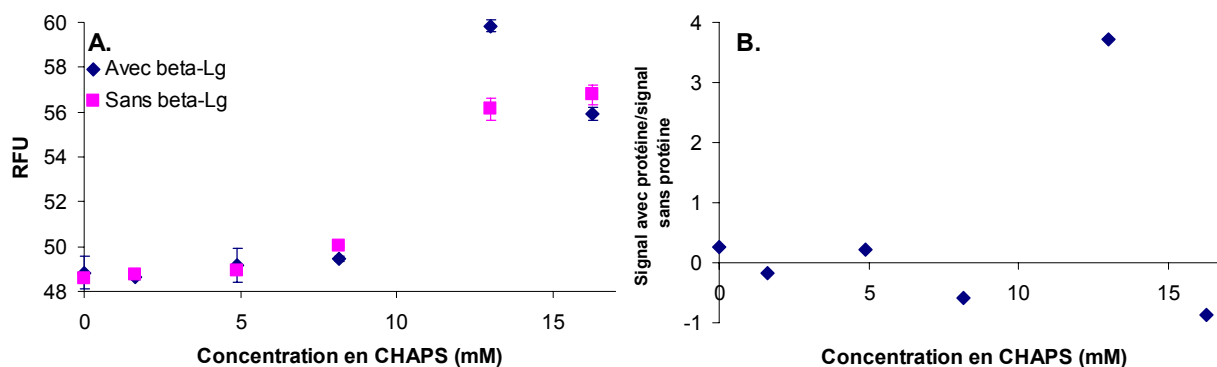 A.
Avec beta-Lg
Sans beta-Lg
RFU
60
58
56
54
52
50
48
0
5
10
15
Concentration en CHAPS (mM)
B.
Signal avec protéine/signal
sans protéine
4
3
2
1
0
-1
0
5
10
15
Concentration en CHAPS (mM)